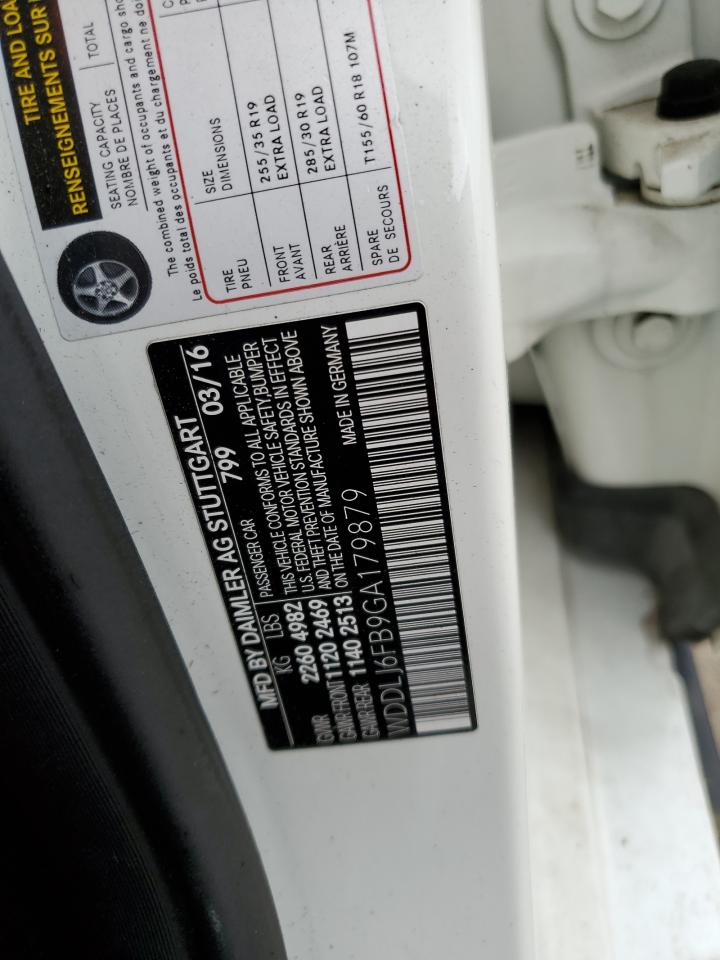 TIRE AND LOA
RENSEIGNEMENTS SUR
SEATING CAPACITY
NOMBRE DE PLACES
TOTAL
The combined weight of occupants and cargo sho
Le poids total des occupants et du chargement ne do
TIRE
PNEU
SIZE
DIMENSIONS
FRONT
AVANT
255/35 R19
EXTRA LOAD
REAR
ARRIÈRE
285/30 R19
EXTRA LOAD
SPARE
DE SECOURS
T155/60 R18 107M
MFD BY DAIMLER AG STUTTGART
KG LBS PASSENGER CAR 799 03/16
GVWR 2260 4982
GAWR-FRONT 1120 2469
GAWR-REAR 1140 2513
THIS VEHICLE CONFORMS TO ALL APPLICABLE
U.S. FEDERAL MOTOR VEHICLE SAFETY, BUMPER
AND THEFT PREVENTION STANDARDS IN EFFECT
ON THE DATE OF MANUFACTURE SHOWN ABOVE
WDDLJ6FB9GA179879 MADE IN GERMANY